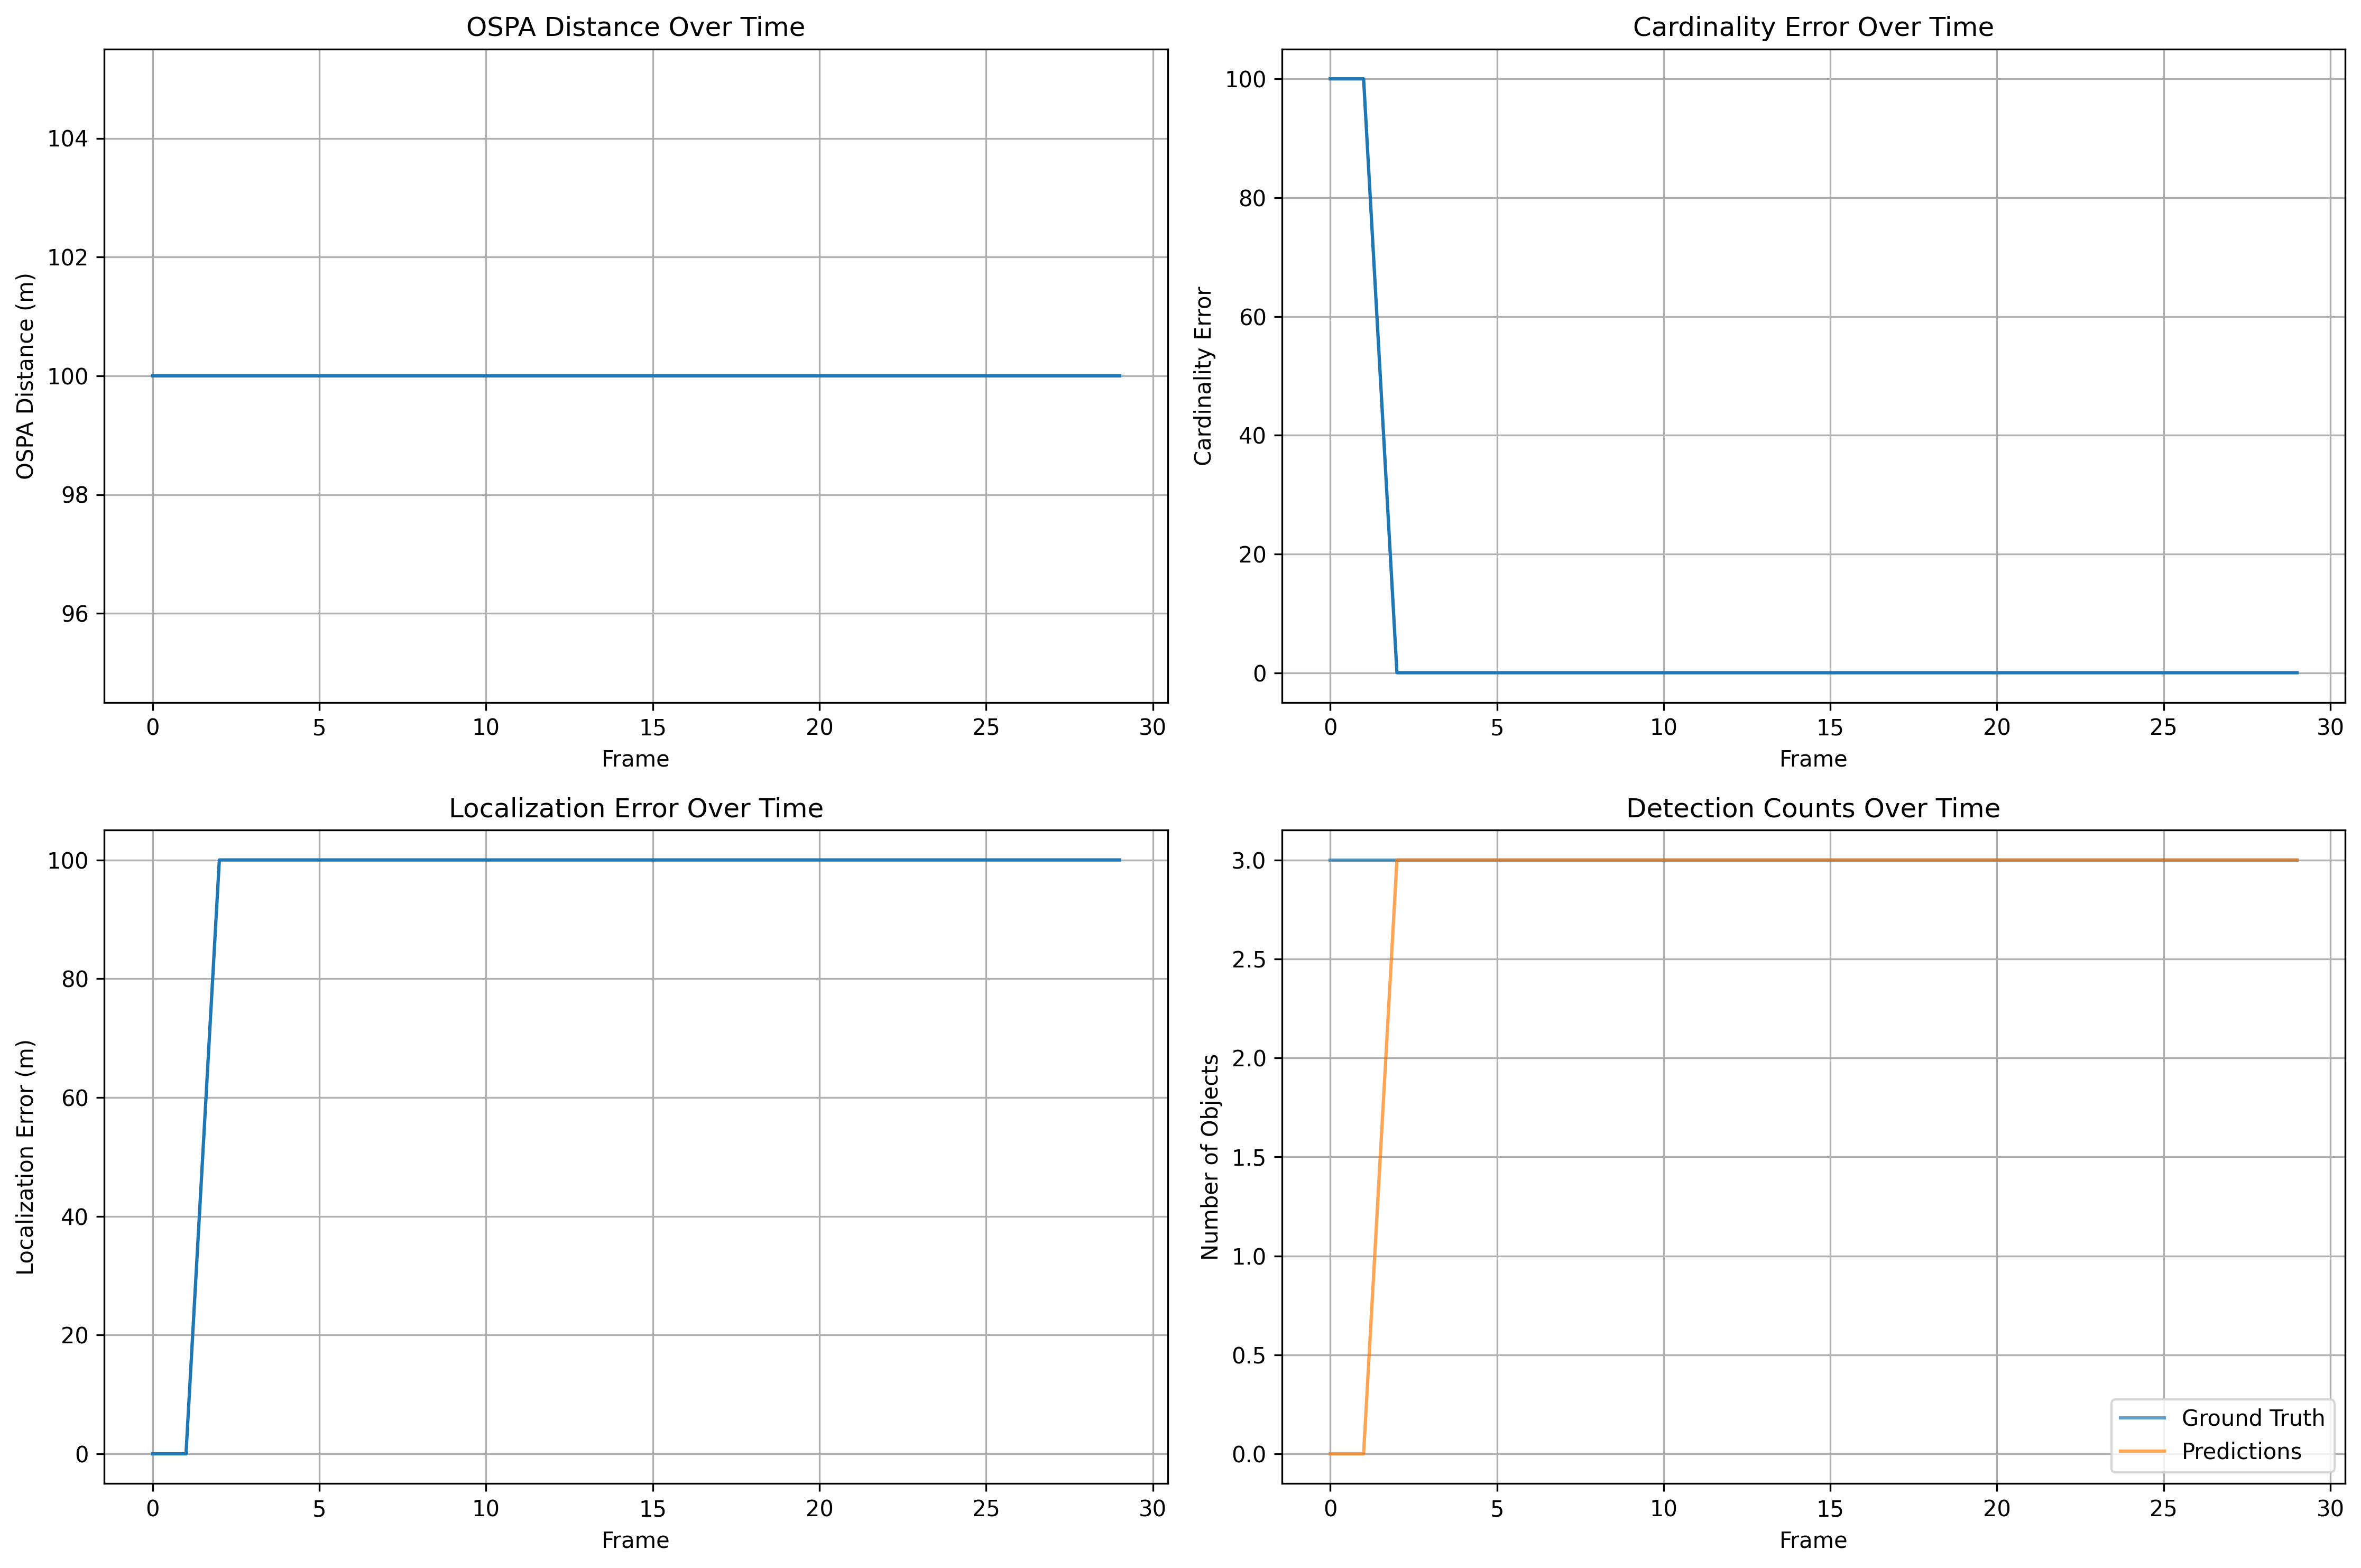 OSPA Distance Over Time
OSPA Distance (m)
104
102
100
98
96
0 5 10 15 20 25 30
Frame
Cardinality Error Over Time
Cardinality Error
100
80
60
40
20
0
0 5 10 15 20 25 30
Frame
Localization Error Over Time
Localization Error (m)
100
80
60
40
20
0
0 5 10 15 20 25 30
Frame
Detection Counts Over Time
Number of Objects
3.0
2.5
2.0
1.5
1.0
0.5
0.0
Ground Truth
Predictions
0 5 10 15 20 25 30
Frame